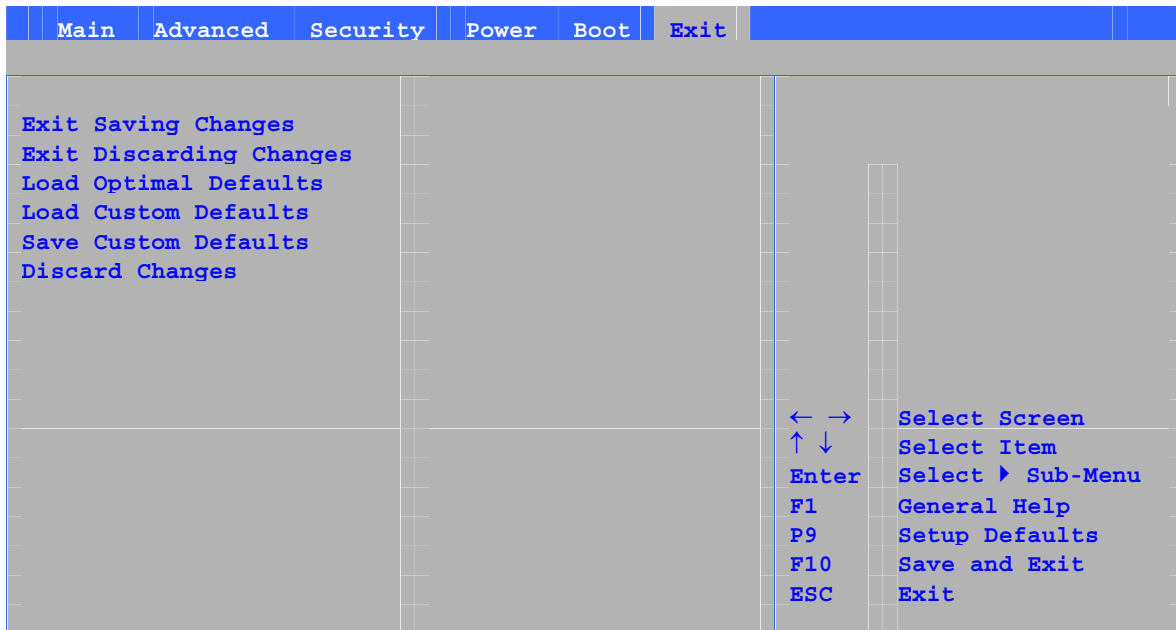 Main Advanced Security Power Boot Exit
Exit Saving Changes
Exit Discarding Changes
Load Optimal Defaults
Load Custom Defaults
Save Custom Defaults
Discard Changes
← → Select Screen
↑ ↓ Select Item
Enter Select ▶ Sub-Menu
F1 General Help
P9 Setup Defaults
F10 Save and Exit
ESC Exit